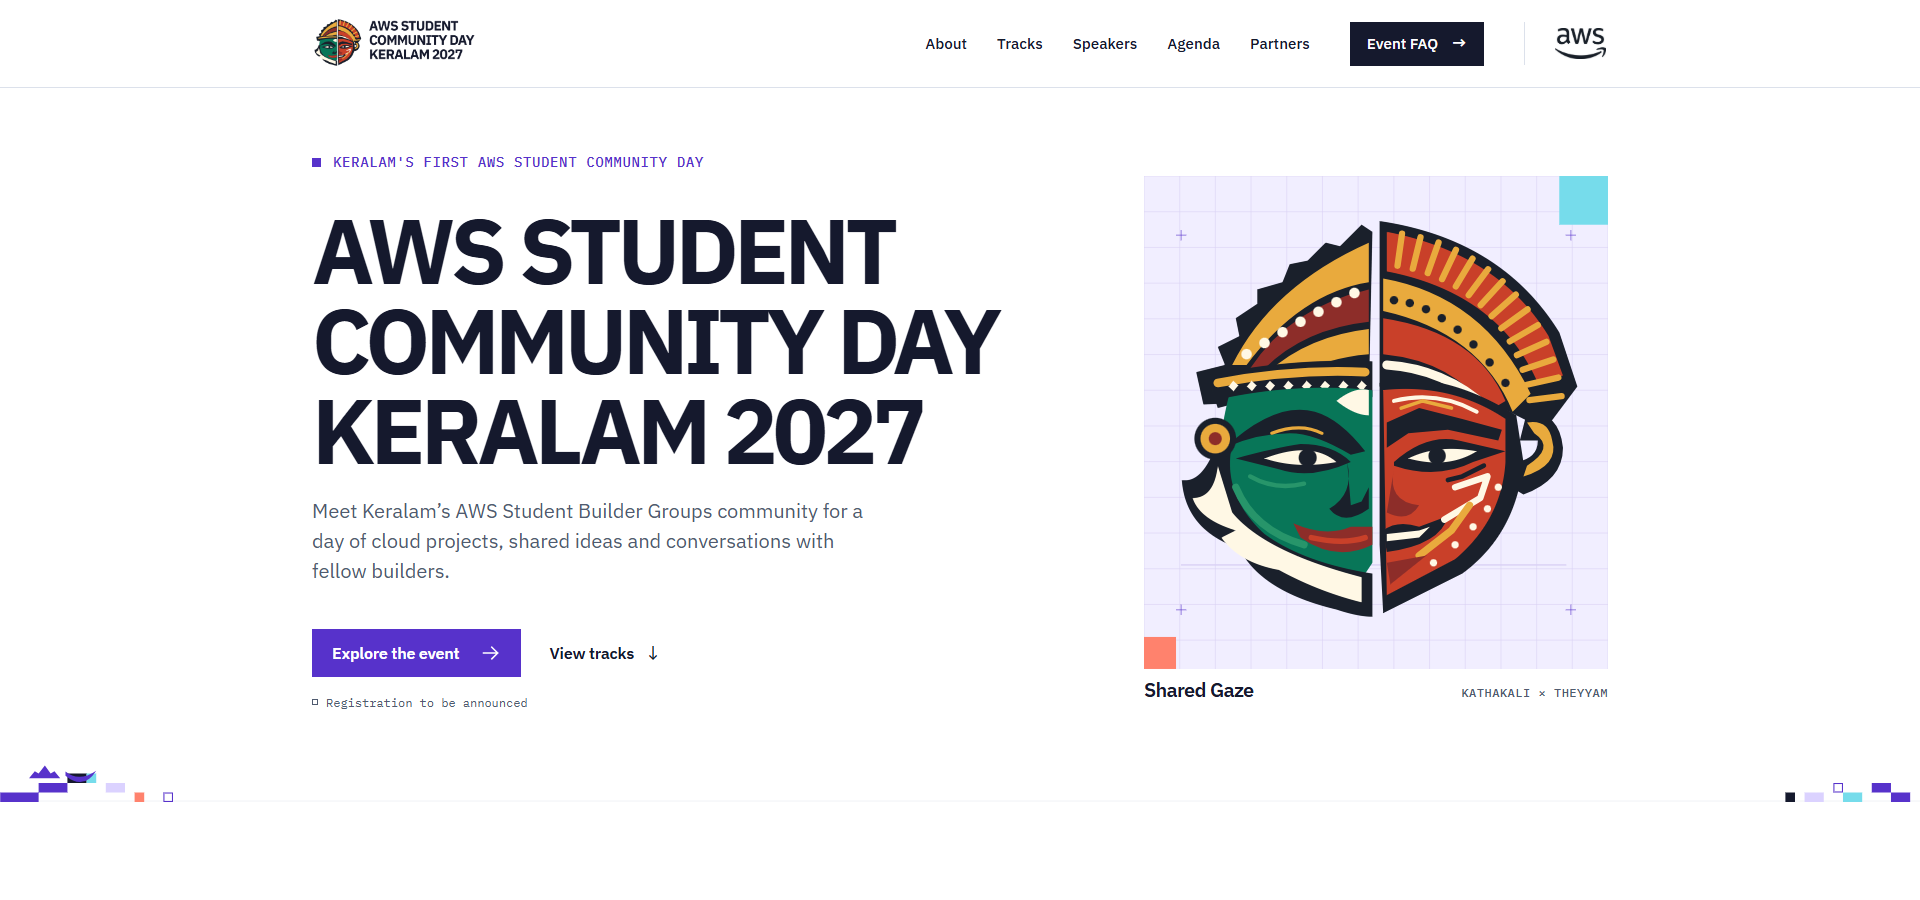 AWS STUDENT
COMMUNITY DAY
KERALAM 2027
About
Tracks
Speakers
Agenda
Partners
Event FAQ →
aws
KERALAM'S FIRST AWS STUDENT COMMUNITY DAY
AWS STUDENT
COMMUNITY DAY
KERALAM 2027
Meet Keralam’s AWS Student Builder Groups community for a
day of cloud projects, shared ideas and conversations with
fellow builders.
Explore the event →
View tracks ↓
Registration to be announced
Shared Gaze
KATHAKALI × THEYYAM